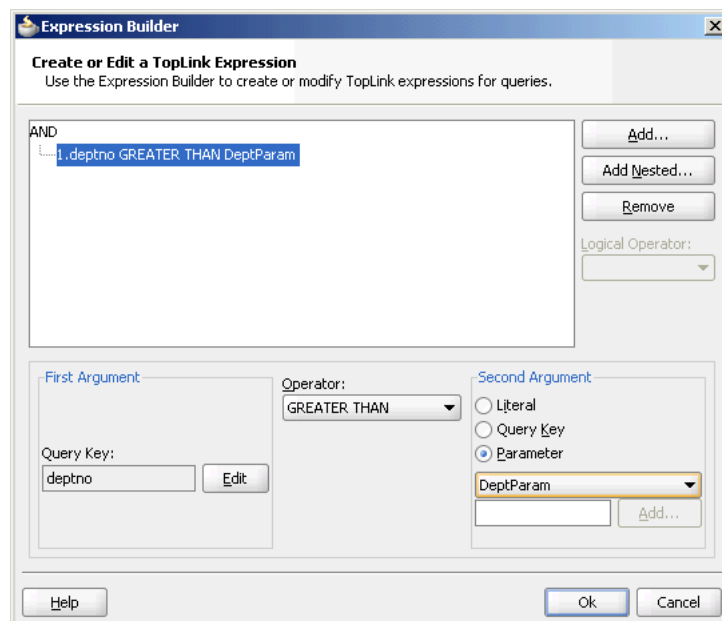 Expression Builder
Create or Edit a TopLink Expression
Use the Expression Builder to create or modify TopLink expressions for queries.
AND
1.deptno GREATER THAN DeptParam
Add...
Add Nested...
Remove
Logical Operator:
First Argument
Query Key:
deptno
Edit
Operator:
GREATER THAN
Second Argument
Literal
Query Key
Parameter
DeptParam
Add...
Help
Ok
Cancel